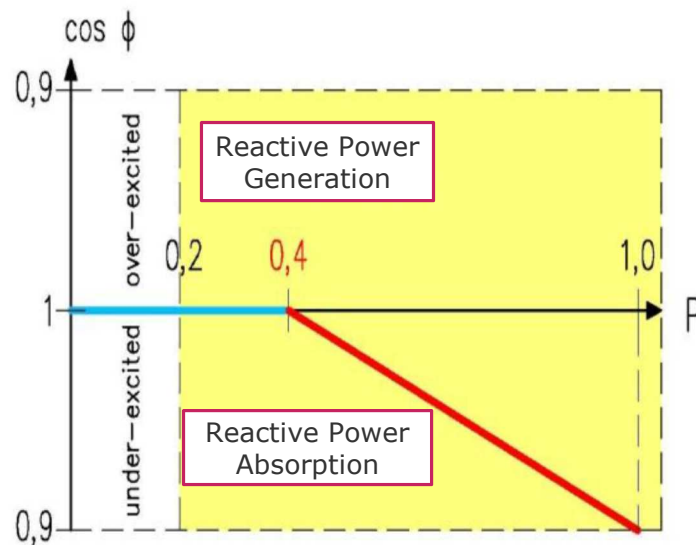 cos ϕ
0,9
over-excited
Reactive Power
Generation
0,2
0,4
1,0
1
P
under-excited
Reactive Power
Absorption
0,9